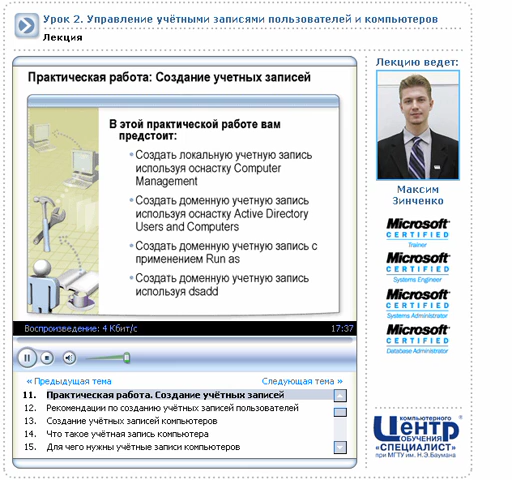 Урок 2. Управление учётными записями пользователей и компьютеров
Лекция
Практическая работа: Создание учетных записей
В этой практической работе вам
предстоит:
Создать локальную учетную запись
используя оснастку Computer
Management
Создать доменную учетную запись
используя оснастку Active Directory
Users and Computers
Создать доменную учетную запись с
применением Run as
Создать доменную учетную запись
используя dsadd
Воспроизведение: 4 Кбит/с 17:37
« Предыдущая тема Следующая тема »
11. Практическая работа. Создание учётных записей
12. Рекомендации по созданию учётных записей пользователей
13. Создание учётных записей компьютеров
14. Что такое учётная запись компьютера
15. Для чего нужны учётные записи компьютеров
Лекцию ведет:
Максим
Зинченко
Microsoft
CERTIFIED
Trainer
Microsoft
CERTIFIED
Systems Engineer
Microsoft
CERTIFIED
Systems Administrator
Microsoft
CERTIFIED
Database Administrator
компьютерного
Центр
ОБУЧЕНИЯ
«СПЕЦИАЛИСТ»
при МГТУ им. Н.Э.Баумана